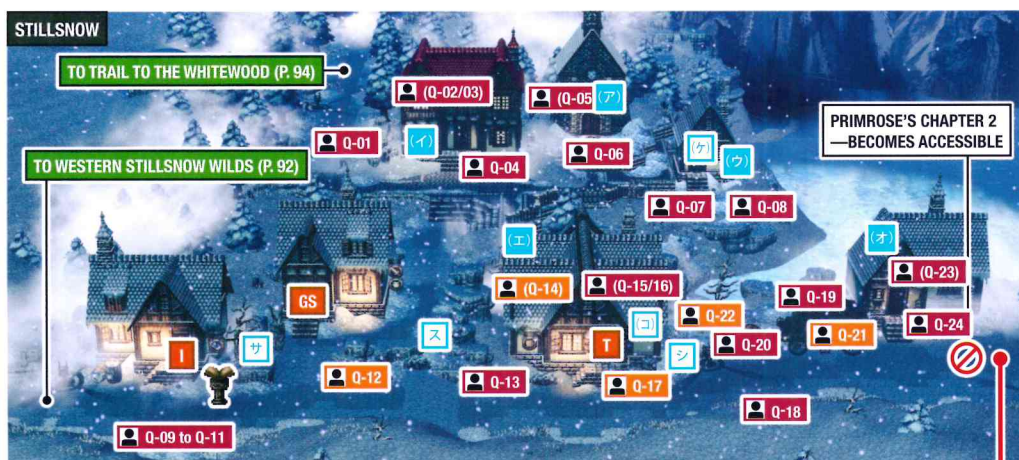 STILLSNOW
TO TRAIL TO THE WHITEWOOD (P. 94)
(Q-02/03)
(Q-05
(ア)
PRIMROSE'S CHAPTER 2
—BECOMES ACCESSIBLE
Q-01
(イ)
Q-04
Q-06
(ケ)
(ウ)
TO WESTERN STILLSNOW WILDS (P. 92)
Q-07
Q-08
(エ)
(オ)
(Q-23)
(Q-14)
(Q-15/16)
Q-19
GS
(コ)
Q-22
Q-24
I
サ
ス
T
シ
Q-20
Q-21
Q-12
Q-13
Q-17
Q-18
Q-09 to Q-11